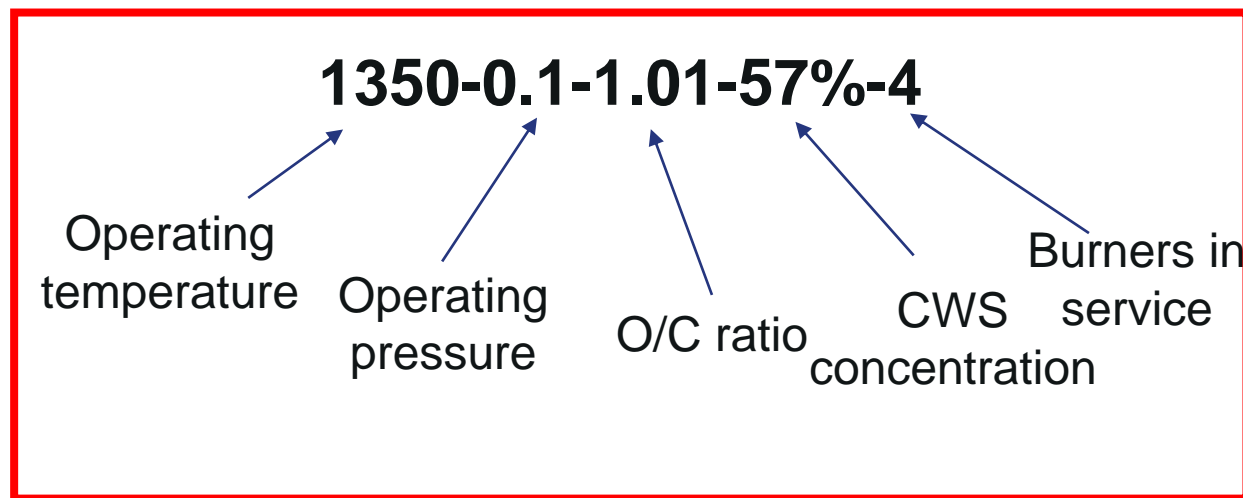 1350-0.1-1.01-57%-4
Operating
temperature
Operating
pressure
O/C ratio
CWS
concentration
Burners in
service